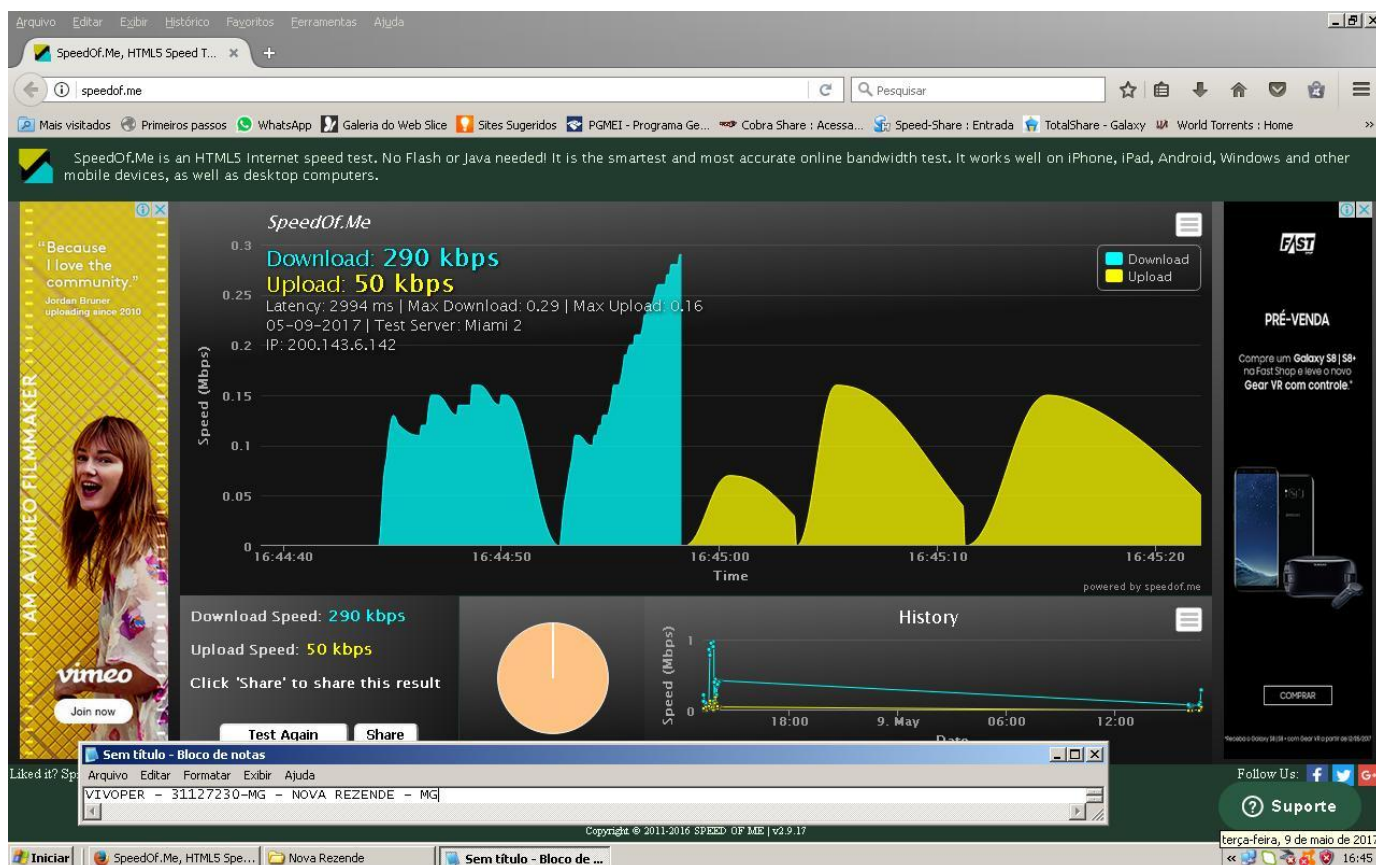 Arquivo Editar Exibir Histórico Favoritos Ferramentas Ajuda
SpeedOf.Me, HTML5 Speed T...
speedof.me
Pesquisar
Mais visitados Primeiros passos WhatsApp Galeria do Web Slice Sites Sugeridos PGMEI - Programa Ge... Cobra Share : Acessa... Speed-Share : Entrada TotalShare - Galaxy World Torrents : Home
SpeedOf.Me is an HTML5 Internet speed test. No Flash or Java needed! It is the smartest and most accurate online bandwidth test. It works well on iPhone, iPad, Android, Windows and other
mobile devices, as well as desktop computers.
“Because
I love the
community.”
Jordan Bruner
uploading since 2010
I AM A VIMEO FILMMAKER
vimeo
Join now
SpeedOf.Me
Download: 290 kbps
Upload: 50 kbps
Latency: 2994 ms | Max Download: 0.29 | Max Upload: 0.16
05-09-2017 | Test Server: Miami 2
IP: 200.143.6.142
Download
Upload
0.3
0.25
0.2
0.15
0.1
0.05
0
Speed (Mbps)
16:44:40 16:44:50 16:45:00 16:45:10 16:45:20
Time
powered by speedof.me
FAST
PRÉ-VENDA
Compre um Galaxy S8 | S8+
na Fast Shop e leve o novo
Gear VR com controle.*
COMPRAR
Download Speed: 290 kbps
Upload Speed: 50 kbps
Click 'Share' to share this result
Test Again Share
History
Speed (Mbps)
1
0
18:00 9. May 06:00 12:00
Date
Sem título - Bloco de notas
Arquivo Editar Formatar Exibir Ajuda
VIVOPER - 31127230-MG - NOVA REZENDE - MG
Liked it?
Follow Us:
Suporte
Copyright © 2011-2016 SPEED OF ME | v2.9.17
terça-feira, 9 de maio de 2017
Iniciar SpeedOf.Me, HTML5 Spe... Nova Rezende Sem título - Bloco de ... 16:45